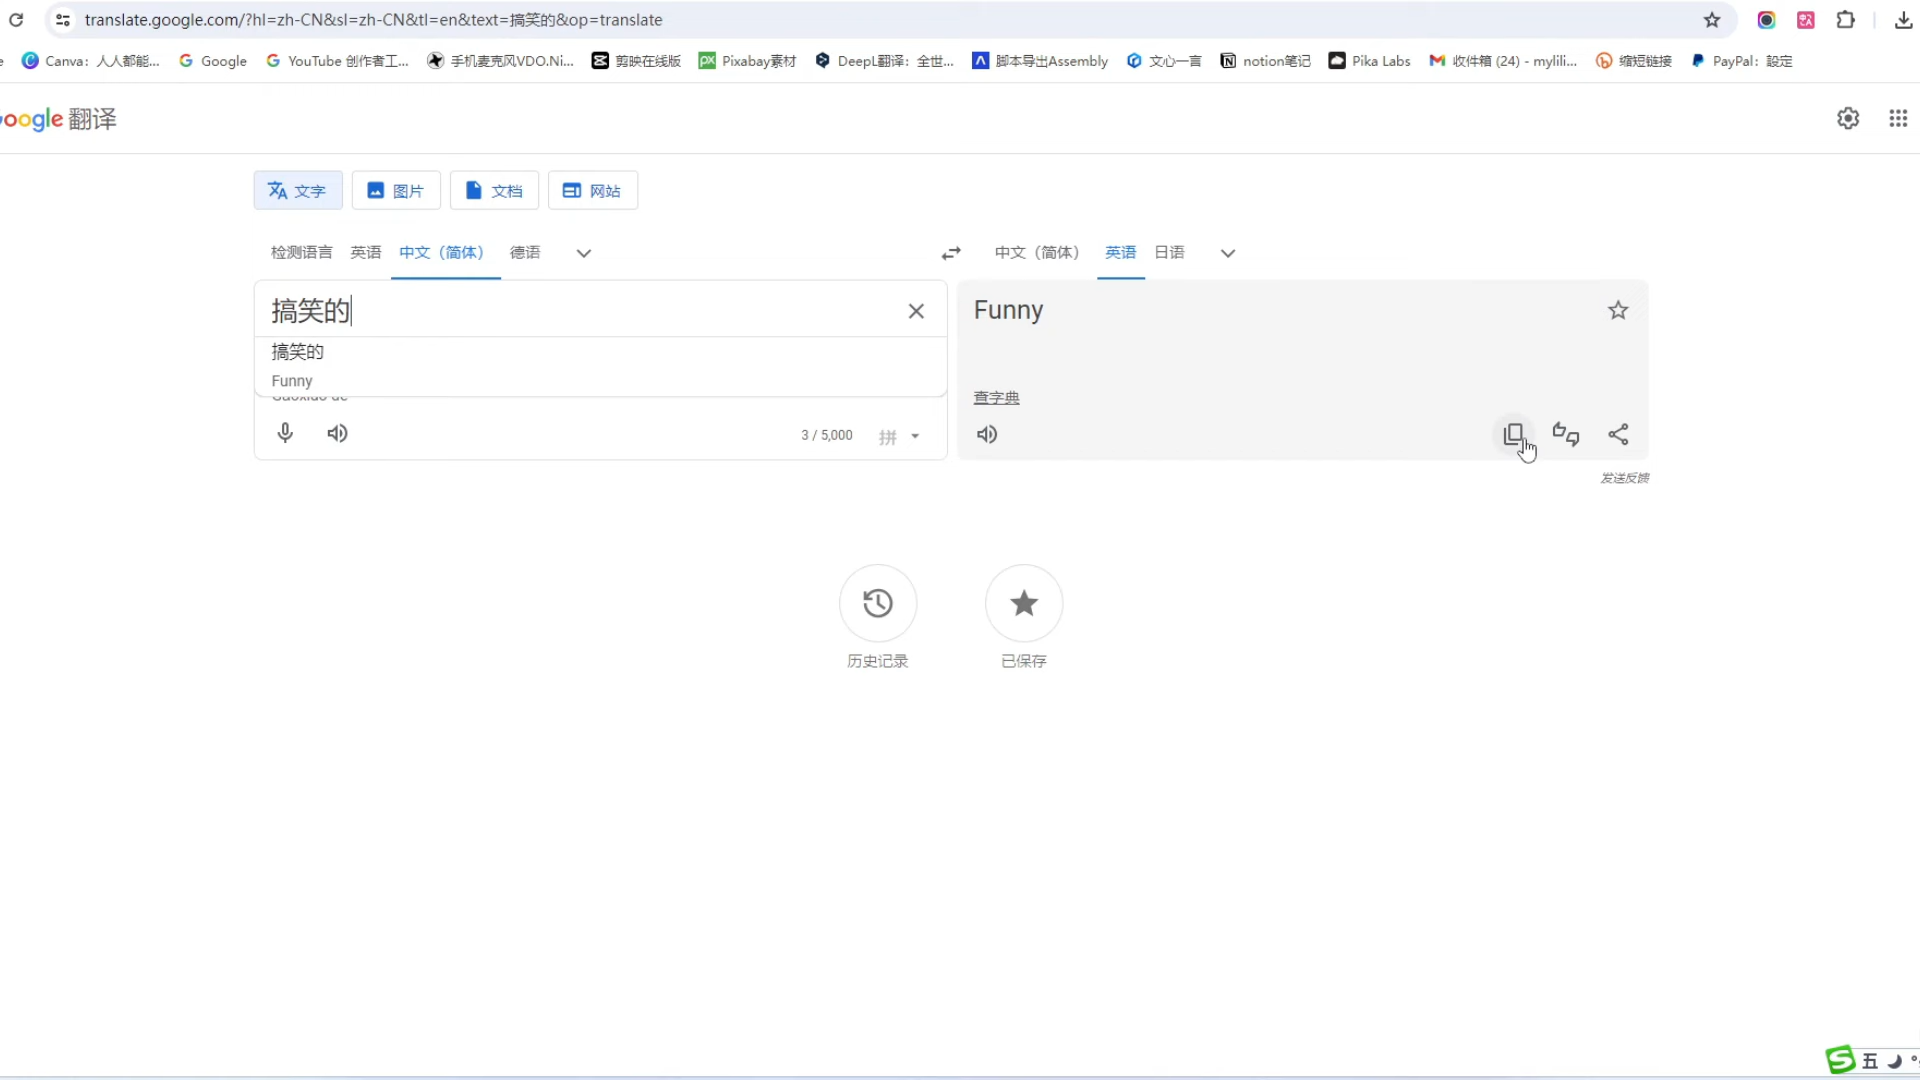 translate.google.com/?hl=zh-CN&sl=zh-CN&tl=en&text=搞笑的&op=translate
Canva：人人都能... Google YouTube 创作者工... 手机麦克风VDO.Ni... 剪映在线版 Pixabay素材 DeepL翻译：全世... 脚本导出Assembly 文心一言 notion笔记 Pika Labs 收件箱 (24) - mylili... 缩短链接 PayPal：設定
oogle 翻译
文字 图片 文档 网站
检测语言 英语 中文（简体） 德语 中文（简体） 英语 日语
搞笑的 Funny
搞笑的
Funny
查字典
3 / 5,000 拼
发送反馈
历史记录 已保存
五